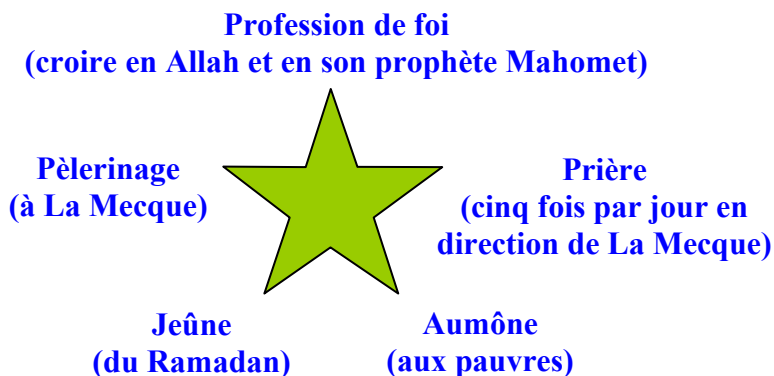 Profession de foi
(croire en Allah et en son prophète Mahomet)
Pèlerinage
(à La Mecque)
Prière
(cinq fois par jour en
direction de La Mecque)
Jeûne
(du Ramadan)
Aumône
(aux pauvres)